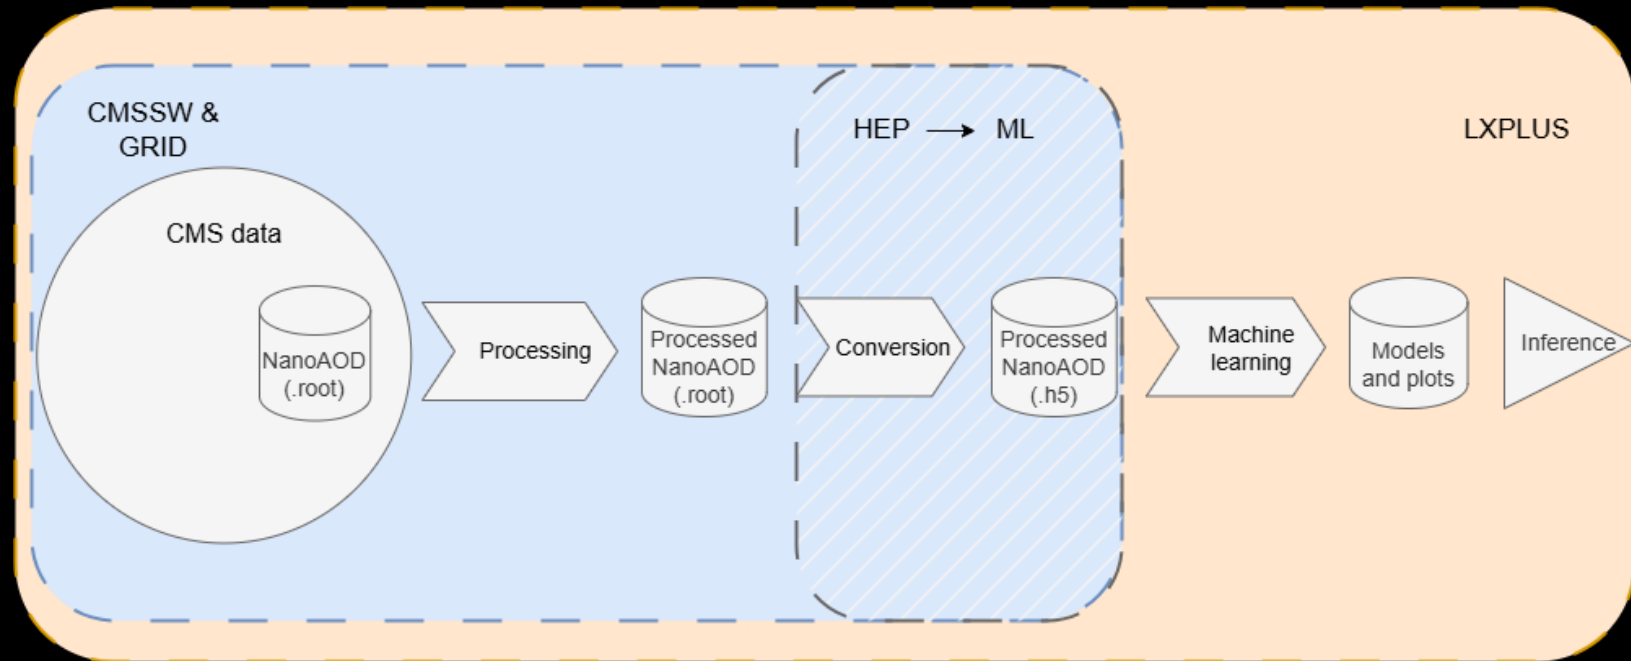 CMSSW &
GRID
HEP → ML
LXPLUS
CMS data
NanoAOD
(.root)
Processing
Processed
NanoAOD
(.root)
Conversion
Processed
NanoAOD
(.h5)
Machine
learning
Models
and plots
Inference